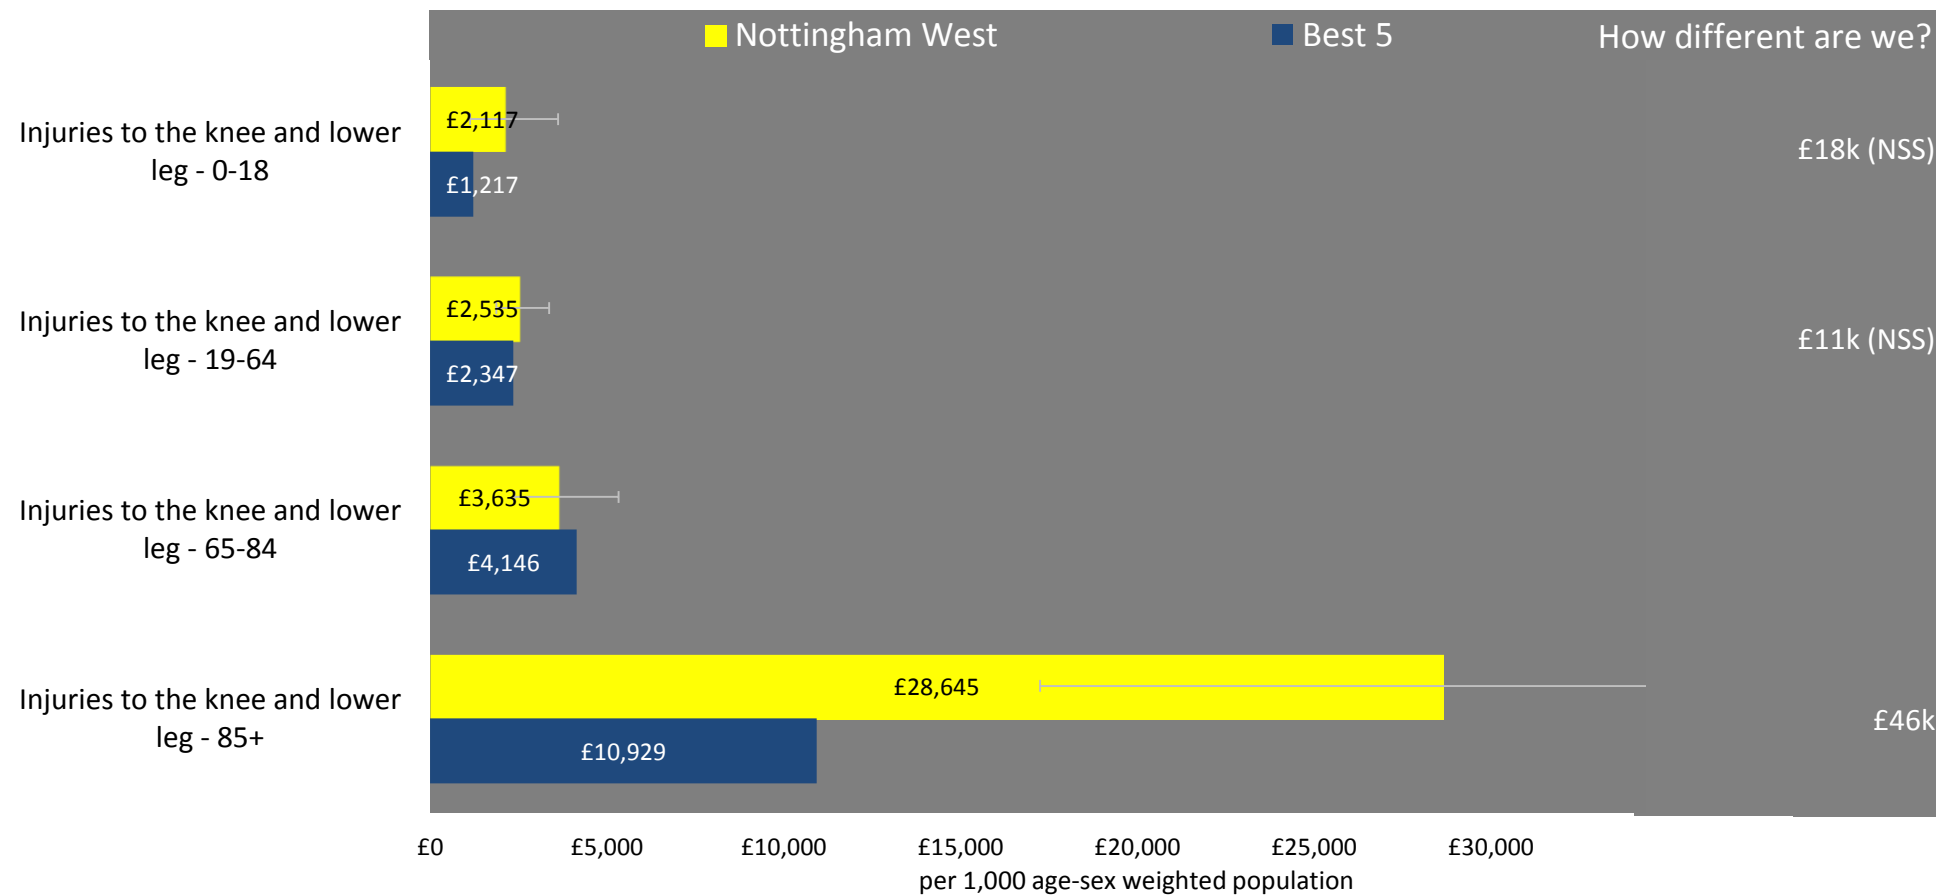 Nottingham West
Best 5
How different are we?
Injuries to the knee and lower
leg - 0-18
£2,117
£1,217
£18k (NSS)
Injuries to the knee and lower
leg - 19-64
£2,535
£2,347
£11k (NSS)
Injuries to the knee and lower
leg - 65-84
£3,635
£4,146
Injuries to the knee and lower
leg - 85+
£28,645
£10,929
£46k
£0 £5,000 £10,000 £15,000 £20,000 £25,000 £30,000
per 1,000 age-sex weighted population